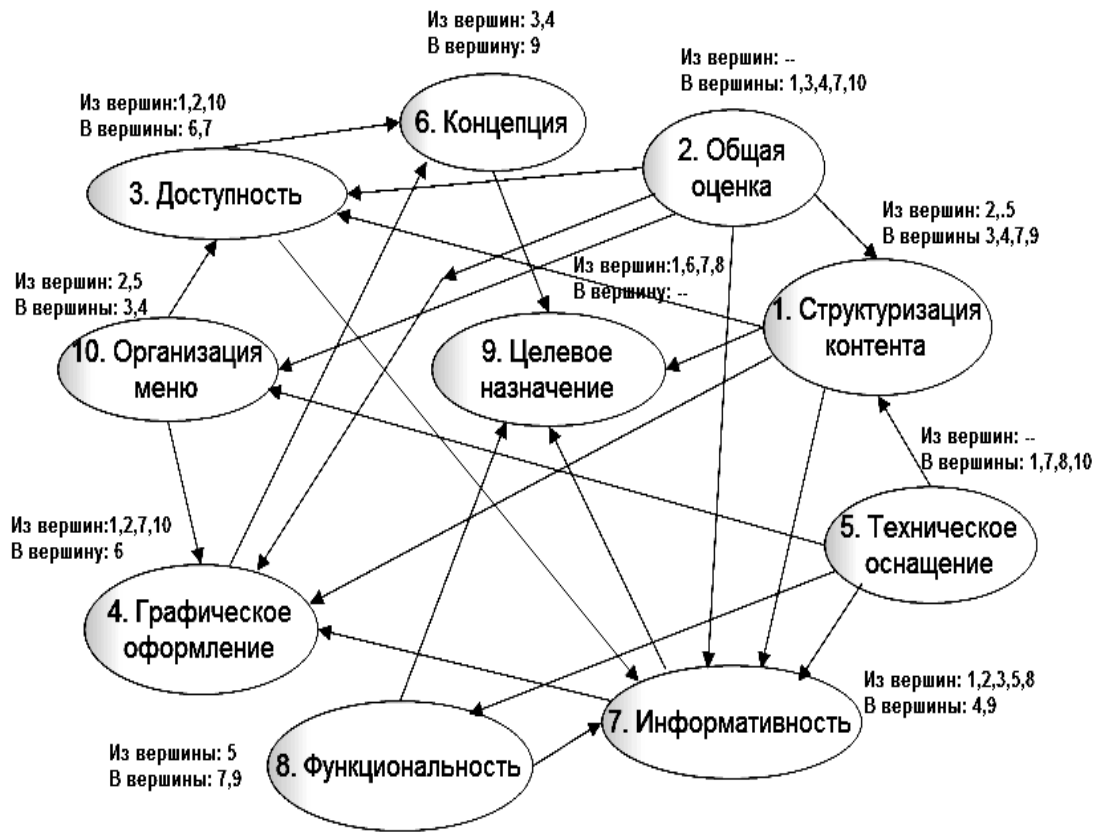 Из вершин: 3,4
В вершину: 9
6. Концепция
Из вершин: --
В вершины: 1,3,4,7,10
2. Общая
оценка
Из вершин:1,2,10
В вершины: 6,7
3. Доступность
Из вершин: 2,.5
В вершины 3,4,7,9
1. Структуризация
контента
Из вершин: 2,5
В вершины: 3,4
10. Организация
меню
Из вершин:1,6,7,8
В вершину: --
9. Целевое
назначение
Из вершин: --
В вершины: 1,7,8,10
5. Техническое
оснащение
Из вершин:1,2,7,10
В вершину: 6
4. Графическое
оформление
Из вершин: 1,2,3,5,8
В вершины: 4,9
7. Информативность
Из вершины: 5
В вершины: 7,9
8. Функциональность